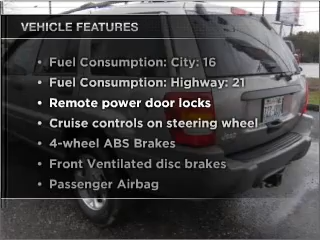 VEHICLE FEATURES
• Fuel Consumption: City: 16
• Fuel Consumption: Highway: 21
• Remote power door locks
• Cruise controls on steering wheel
• 4-wheel ABS Brakes
• Front Ventilated disc brakes
• Passenger Airbag